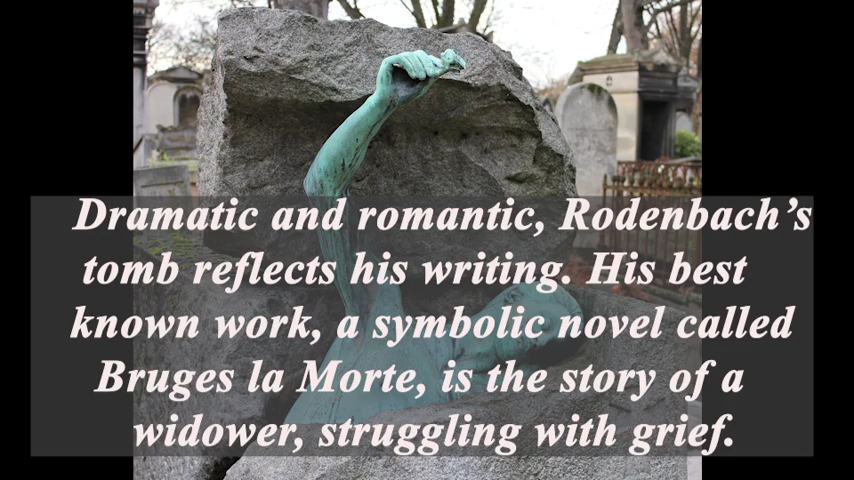 Dramatic and romantic, Rodenbach’s
tomb reflects his writing. His best
known work, a symbolic novel called
Bruges la Morte, is the story of a
widower, struggling with grief.